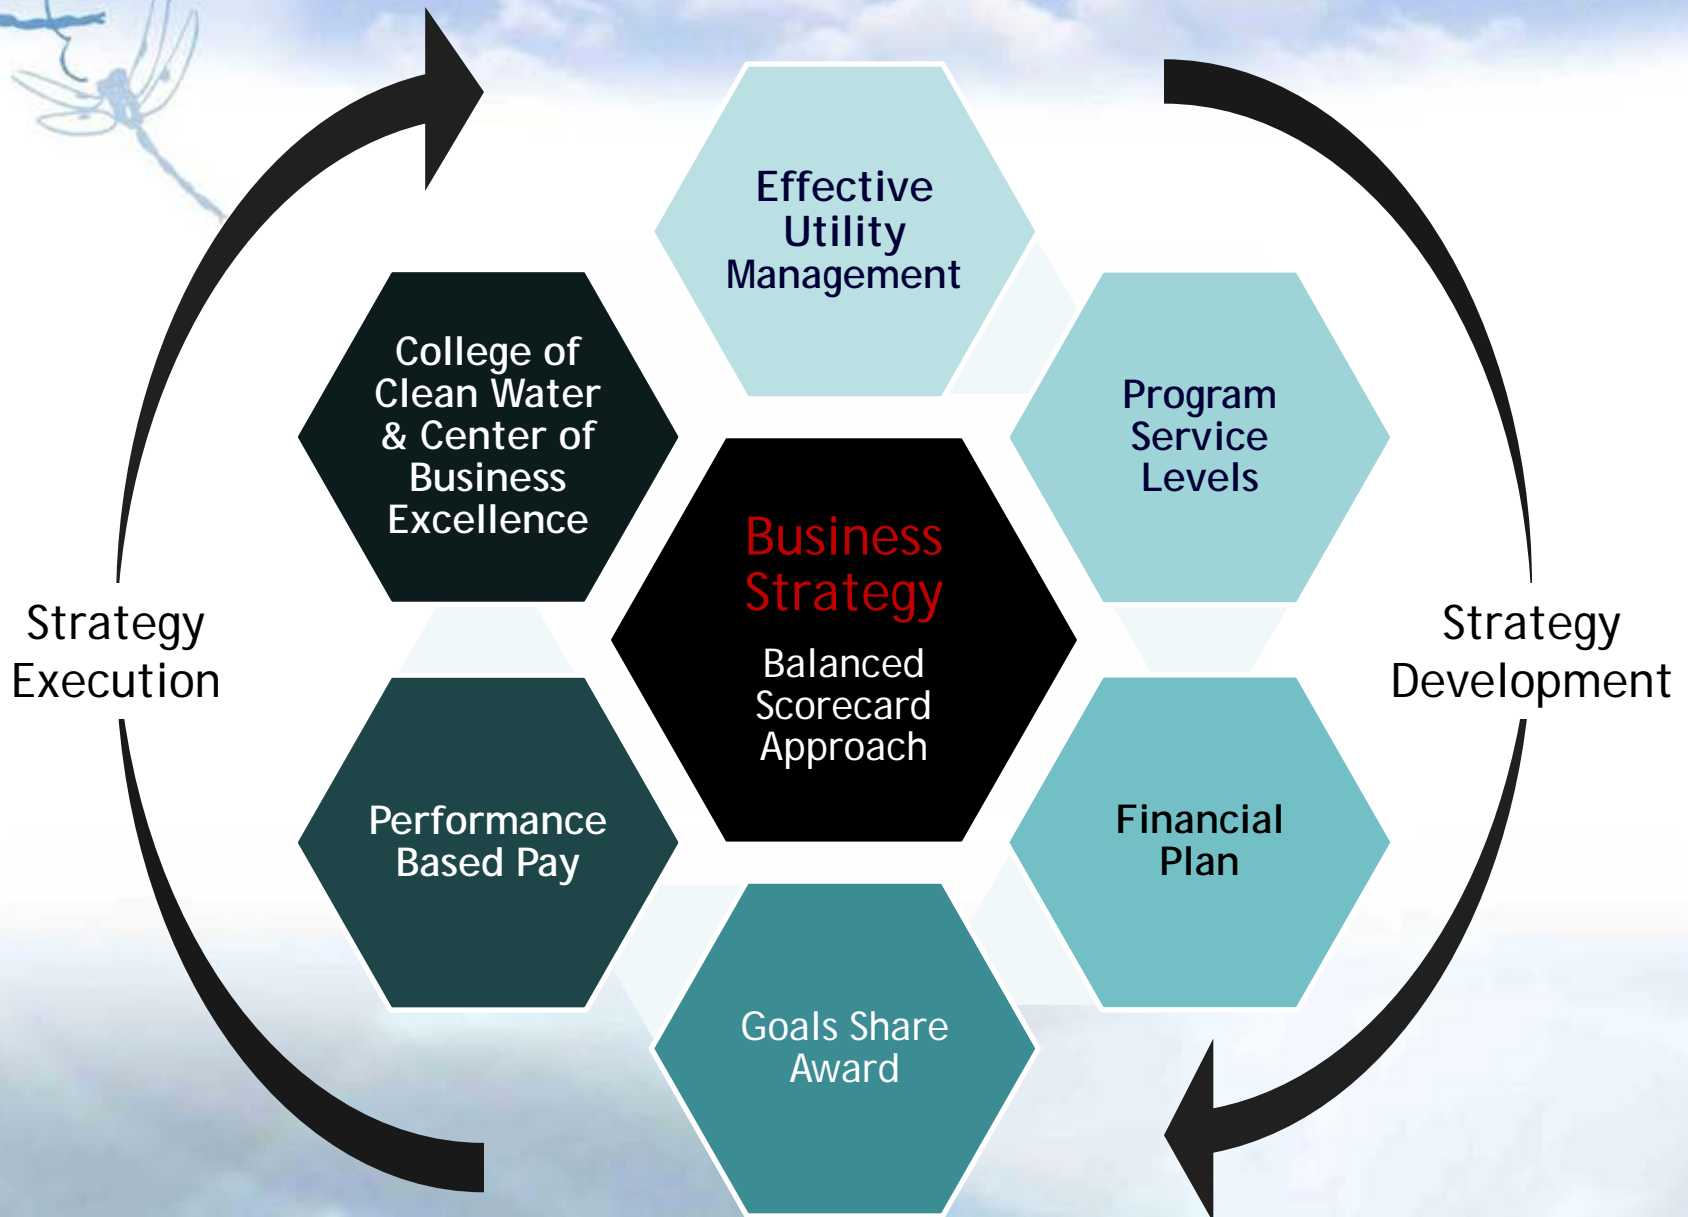 Effective
Utility
Management
College of
Clean Water
& Center of
Business
Excellence
Program
Service
Levels
Business
Strategy
Balanced
Scorecard
Approach
Strategy
Execution
Strategy
Development
Performance
Based Pay
Financial
Plan
Goals Share
Award